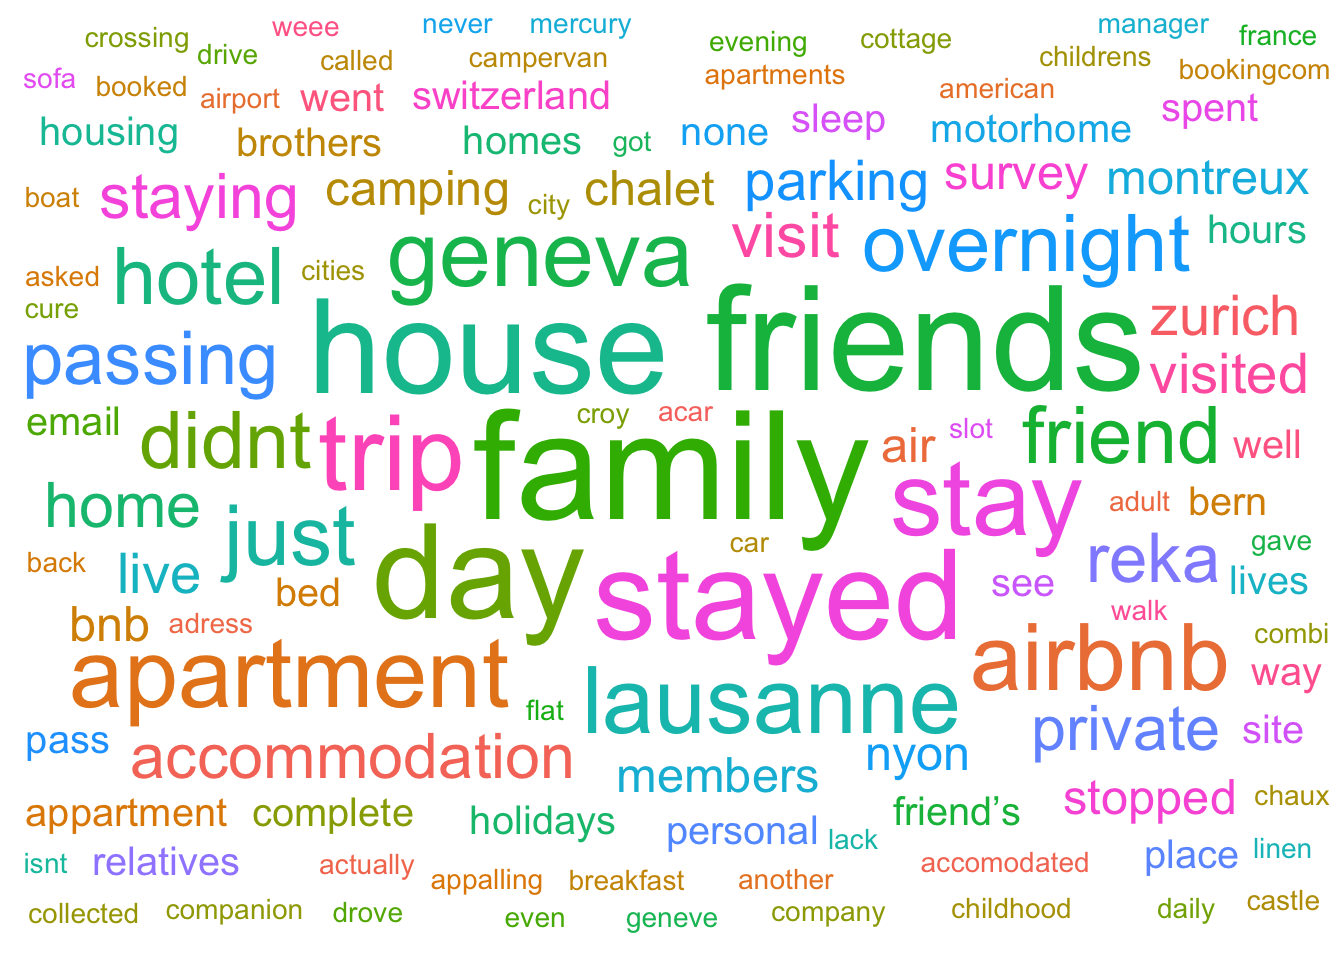 weee never mercury manager
crossing evening cottage france
drive called campervan childrens
sofa booked airport went switzerland apartments american bookingcom
housing brothers homes got none sleep motorhome spent
boat staying camping city chalet parking survey montreux
hotel geneva visit overnight hours
asked cities
cure house friends zurich
passing visited
email didnt trip croy acar air slot friend well
family
home just stay adult bern
day car reka gave
back live bed stayed see lives
bnb adress walk
apartment airbnb combi
flat lausanne way
pass accommodation nyon private site
members
appartment complete holidays personal lack friend’s stopped chaux
isnt relatives actually appalling breakfast another accomodated place linen
collected companion drove even geneve company childhood daily castle